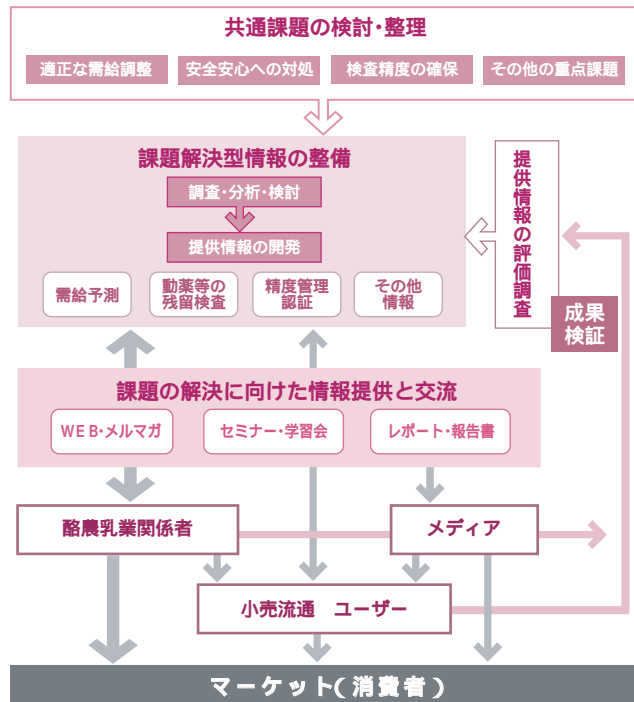 共通課題の検討・整理
適正な需給調整
安全安心への対処
検査精度の確保
その他の重点課題
課題解決型情報の整備
調査・分析・検討
提供情報の開発
需給予測
動薬等の
残留検査
精度管理
認証
その他
情報
提供情報の評価調査
成果
検証
課題の解決に向けた情報提供と交流
WEB・メルマガ
セミナー・学習会
レポート・報告書
酪農乳業関係者
メディア
小売流通　ユーザー
マーケット（消費者）